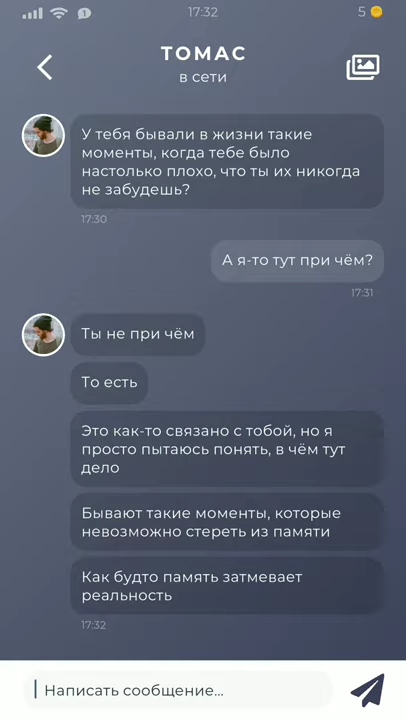 17:32
5
ТОМАС
в сети
У тебя бывали в жизни такие
моменты, когда тебе было
настолько плохо, что ты их никогда
не забудешь?
17:30
А я-то тут при чём?
17:31
Ты не при чём
То есть
Это как-то связано с тобой, но я
просто пытаюсь понять, в чём тут
дело
Бывают такие моменты, которые
невозможно стереть из памяти
Как будто память затмевает
реальность
17:32
Написать сообщение...